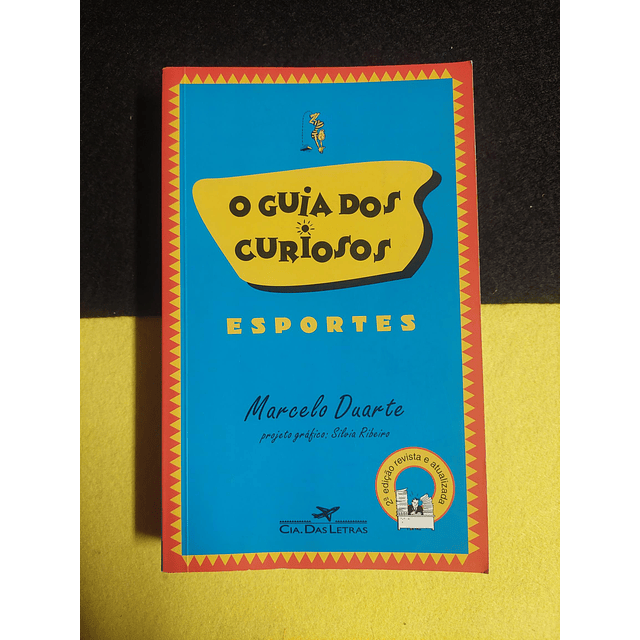 O GUIA DOS
CURIOSOS
ESPORTES
Marcelo Duarte
projeto gráfico: Silvia Ribeiro
2ª edição revista e atualizada
CIA. DAS LETRAS